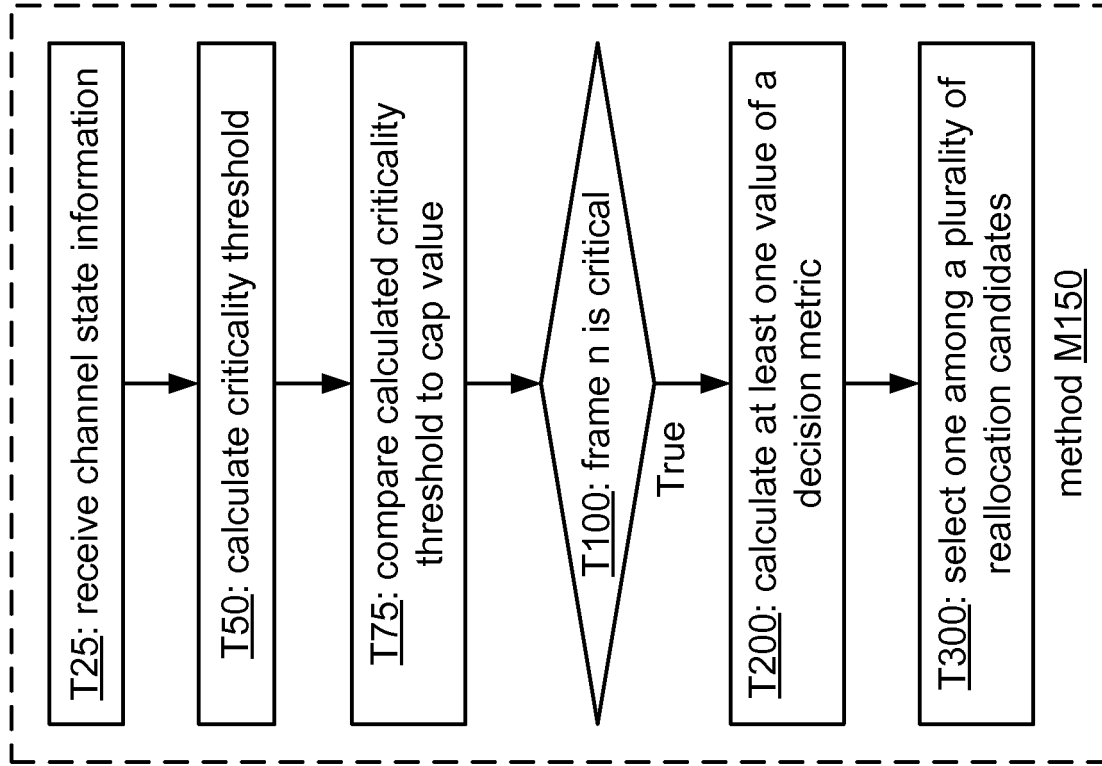 T25: receive channel state information
T50: calculate criticality threshold
T75: compare calculated criticality
threshold to cap value
T100: frame n is critical
True
T200: calculate at least one value of a
decision metric
T300: select one among a plurality of
reallocation candidates
method M150